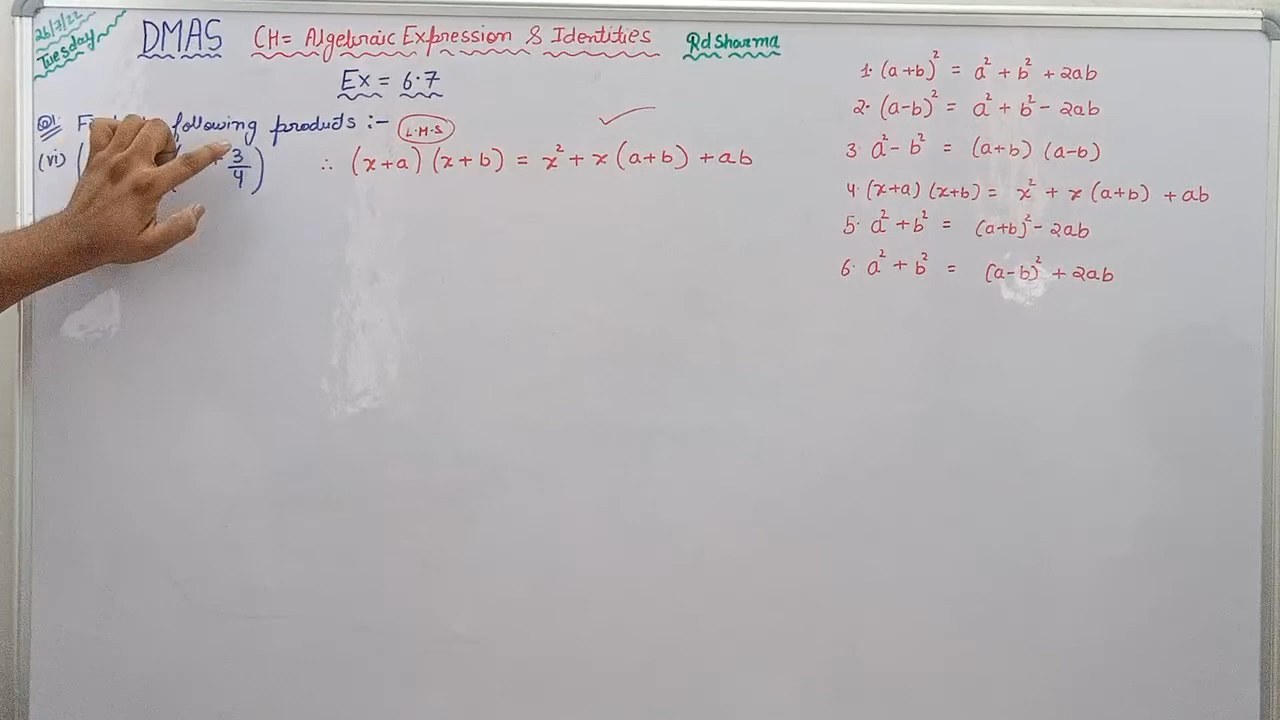 26/7/22
Tuesday
DMAS CH= Algebraic Expression & Identities Rd Sharma
Ex = 6.7
Q1. following products :-
(vi) ( + 3/4) ∴ (x+a) (x+b) = x² + x (a+b) + ab
L.H.S
1. (a+b)² = a² + b² + 2ab
2. (a-b)² = a² + b² - 2ab
3. a² - b² = (a+b) (a-b)
4. (x+a) (x+b) = x² + x (a+b) + ab
5. a² + b² = (a+b)² - 2ab
6. a² + b² = (a-b)² + 2ab